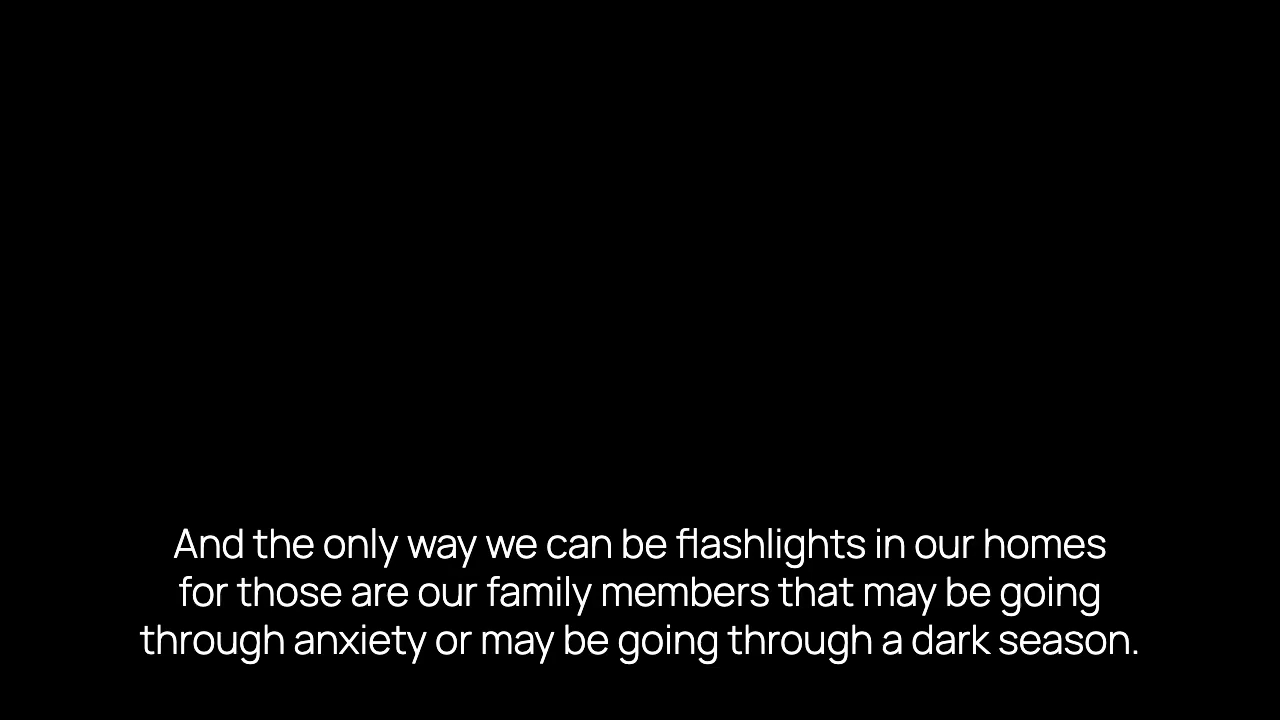 And the only way we can be flashlights in our homes
for those are our family members that may be going
through anxiety or may be going through a dark season.